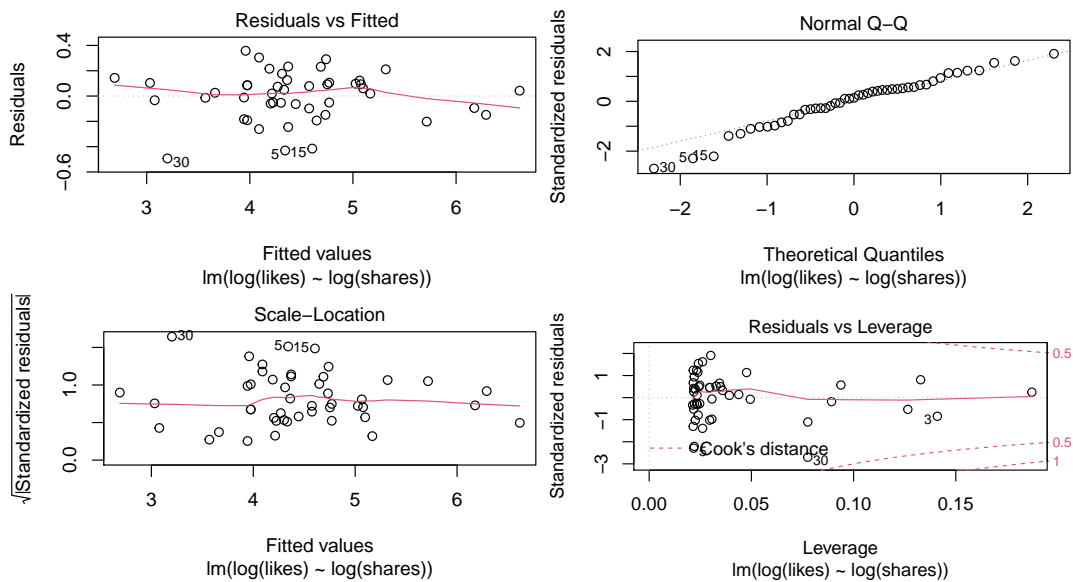 Residuals vs Fitted
Residuals
0.4
0.0
−0.6
30
5
15
3
4
5
6
Fitted values
lm(log(likes) ~ log(shares))
Normal Q−Q
Standardized residuals
2
0
−2
30
5
15
−2
−1
0
1
2
Theoretical Quantiles
lm(log(likes) ~ log(shares))
Scale−Location
√|Standardized residuals|
1.0
0.0
30
5
15
3
4
5
6
Fitted values
lm(log(likes) ~ log(shares))
Residuals vs Leverage
Standardized residuals
1
−1
−3
0.5
0.5
1
3
5
30
Cook's distance
0.00
0.05
0.10
0.15
Leverage
lm(log(likes) ~ log(shares))